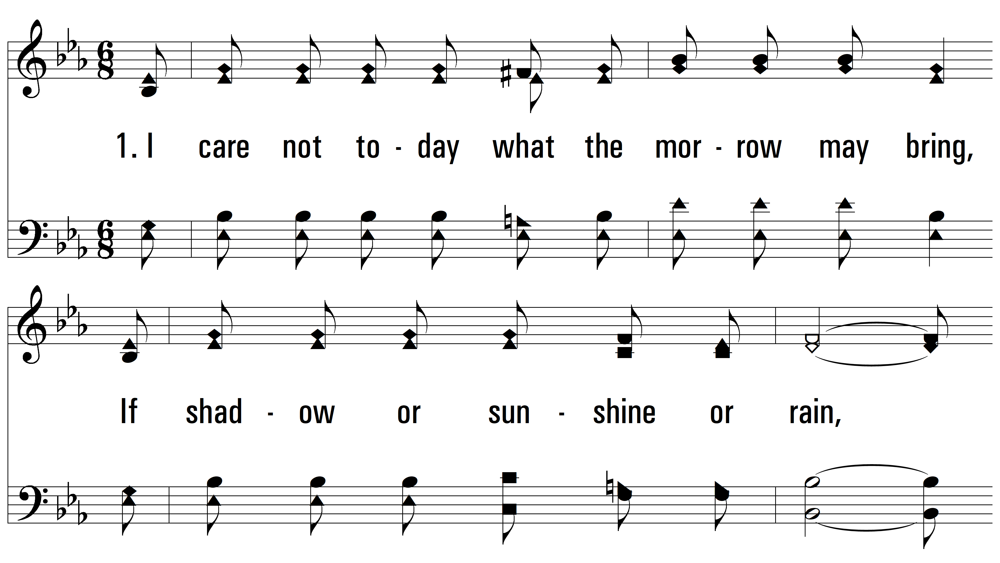 1. I care not to - day what the mor - row may bring,
If shad - ow or sun - shine or rain,